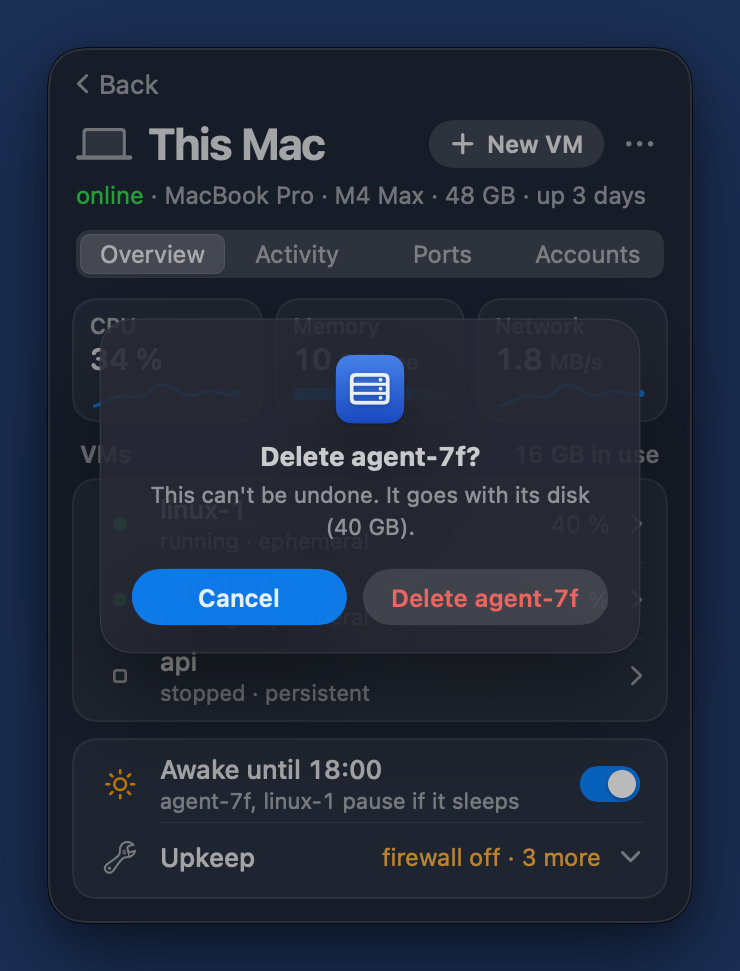 Back
This Mac
New VM
online · MacBook Pro · M4 Max · 48 GB · up 3 days
Overview Activity Ports Accounts
CPU Memory Network
34 % 10 1.8 MB/s
VMs 16 GB in use
Delete agent-7f?
This can't be undone. It goes with its disk
(40 GB).
linux-1 40 %
running · ephemeral
Cancel Delete agent-7f
%
api
stopped · persistent
Awake until 18:00
agent-7f, linux-1 pause if it sleeps
Upkeep firewall off · 3 more